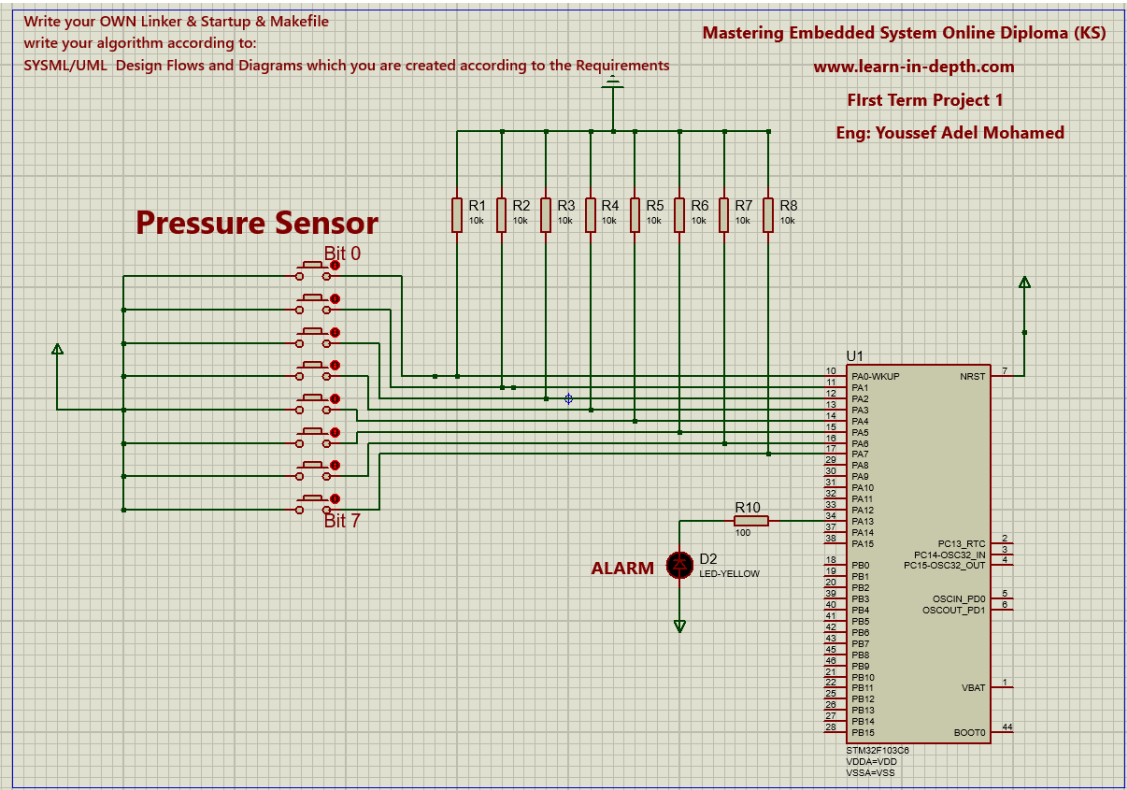 Write your OWN Linker & Startup & Makefile
write your algorithm according to:
SYSML/UML Design Flows and Diagrams which you are created according to the Requirements
Mastering Embedded System Online Diploma (KS)
www.learn-in-depth.com
FIrst Term Project 1
Eng: Youssef Adel Mohamed
R1
10k
R2
10k
R3
10k
R4
10k
R5
10k
R6
10k
R7
10k
R8
10k
Pressure Sensor
Bit 0
Bit 7
R10
100
ALARM
D2
LED-YELLOW
U1
10 PA0-WKUP
11 PA1
12 PA2
13 PA3
14 PA4
15 PA5
16 PA6
17 PA7
29 PA8
30 PA9
31 PA10
32 PA11
33 PA12
34 PA13
37 PA14
38 PA15
18 PB0
19 PB1
20 PB2
39 PB3
40 PB4
41 PB5
42 PB6
43 PB7
45 PB8
46 PB9
21 PB10
22 PB11
25 PB12
26 PB13
27 PB14
28 PB15
NRST 7
PC13_RTC 2
PC14-OSC32_IN 3
PC15-OSC32_OUT 4
OSCIN_PD0 5
OSCOUT_PD1 6
VBAT 1
BOOT0 44
STM32F103C6
VDDA=VDD
VSSA=VSS